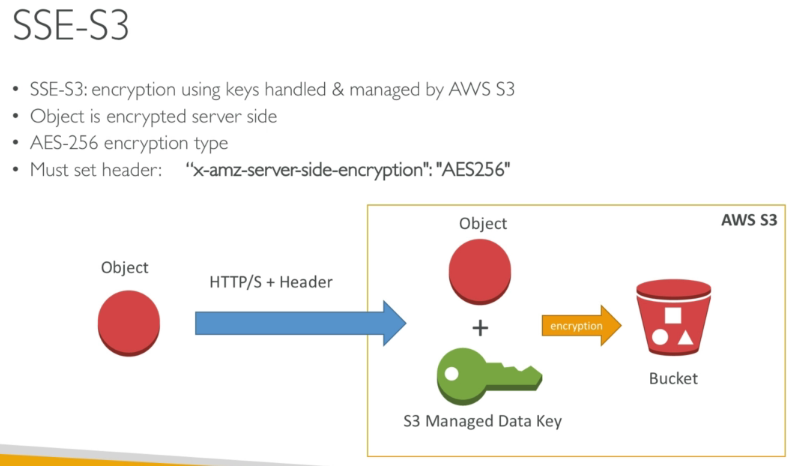 SSE-S3
• SSE-S3: encryption using keys handled & managed by AWS S3
• Object is encrypted server side
• AES-256 encryption type
• Must set header: “x-amz-server-side-encryption": "AES256"
AWS S3
Object
Object
HTTP/S + Header
+
encryption
Bucket
S3 Managed Data Key